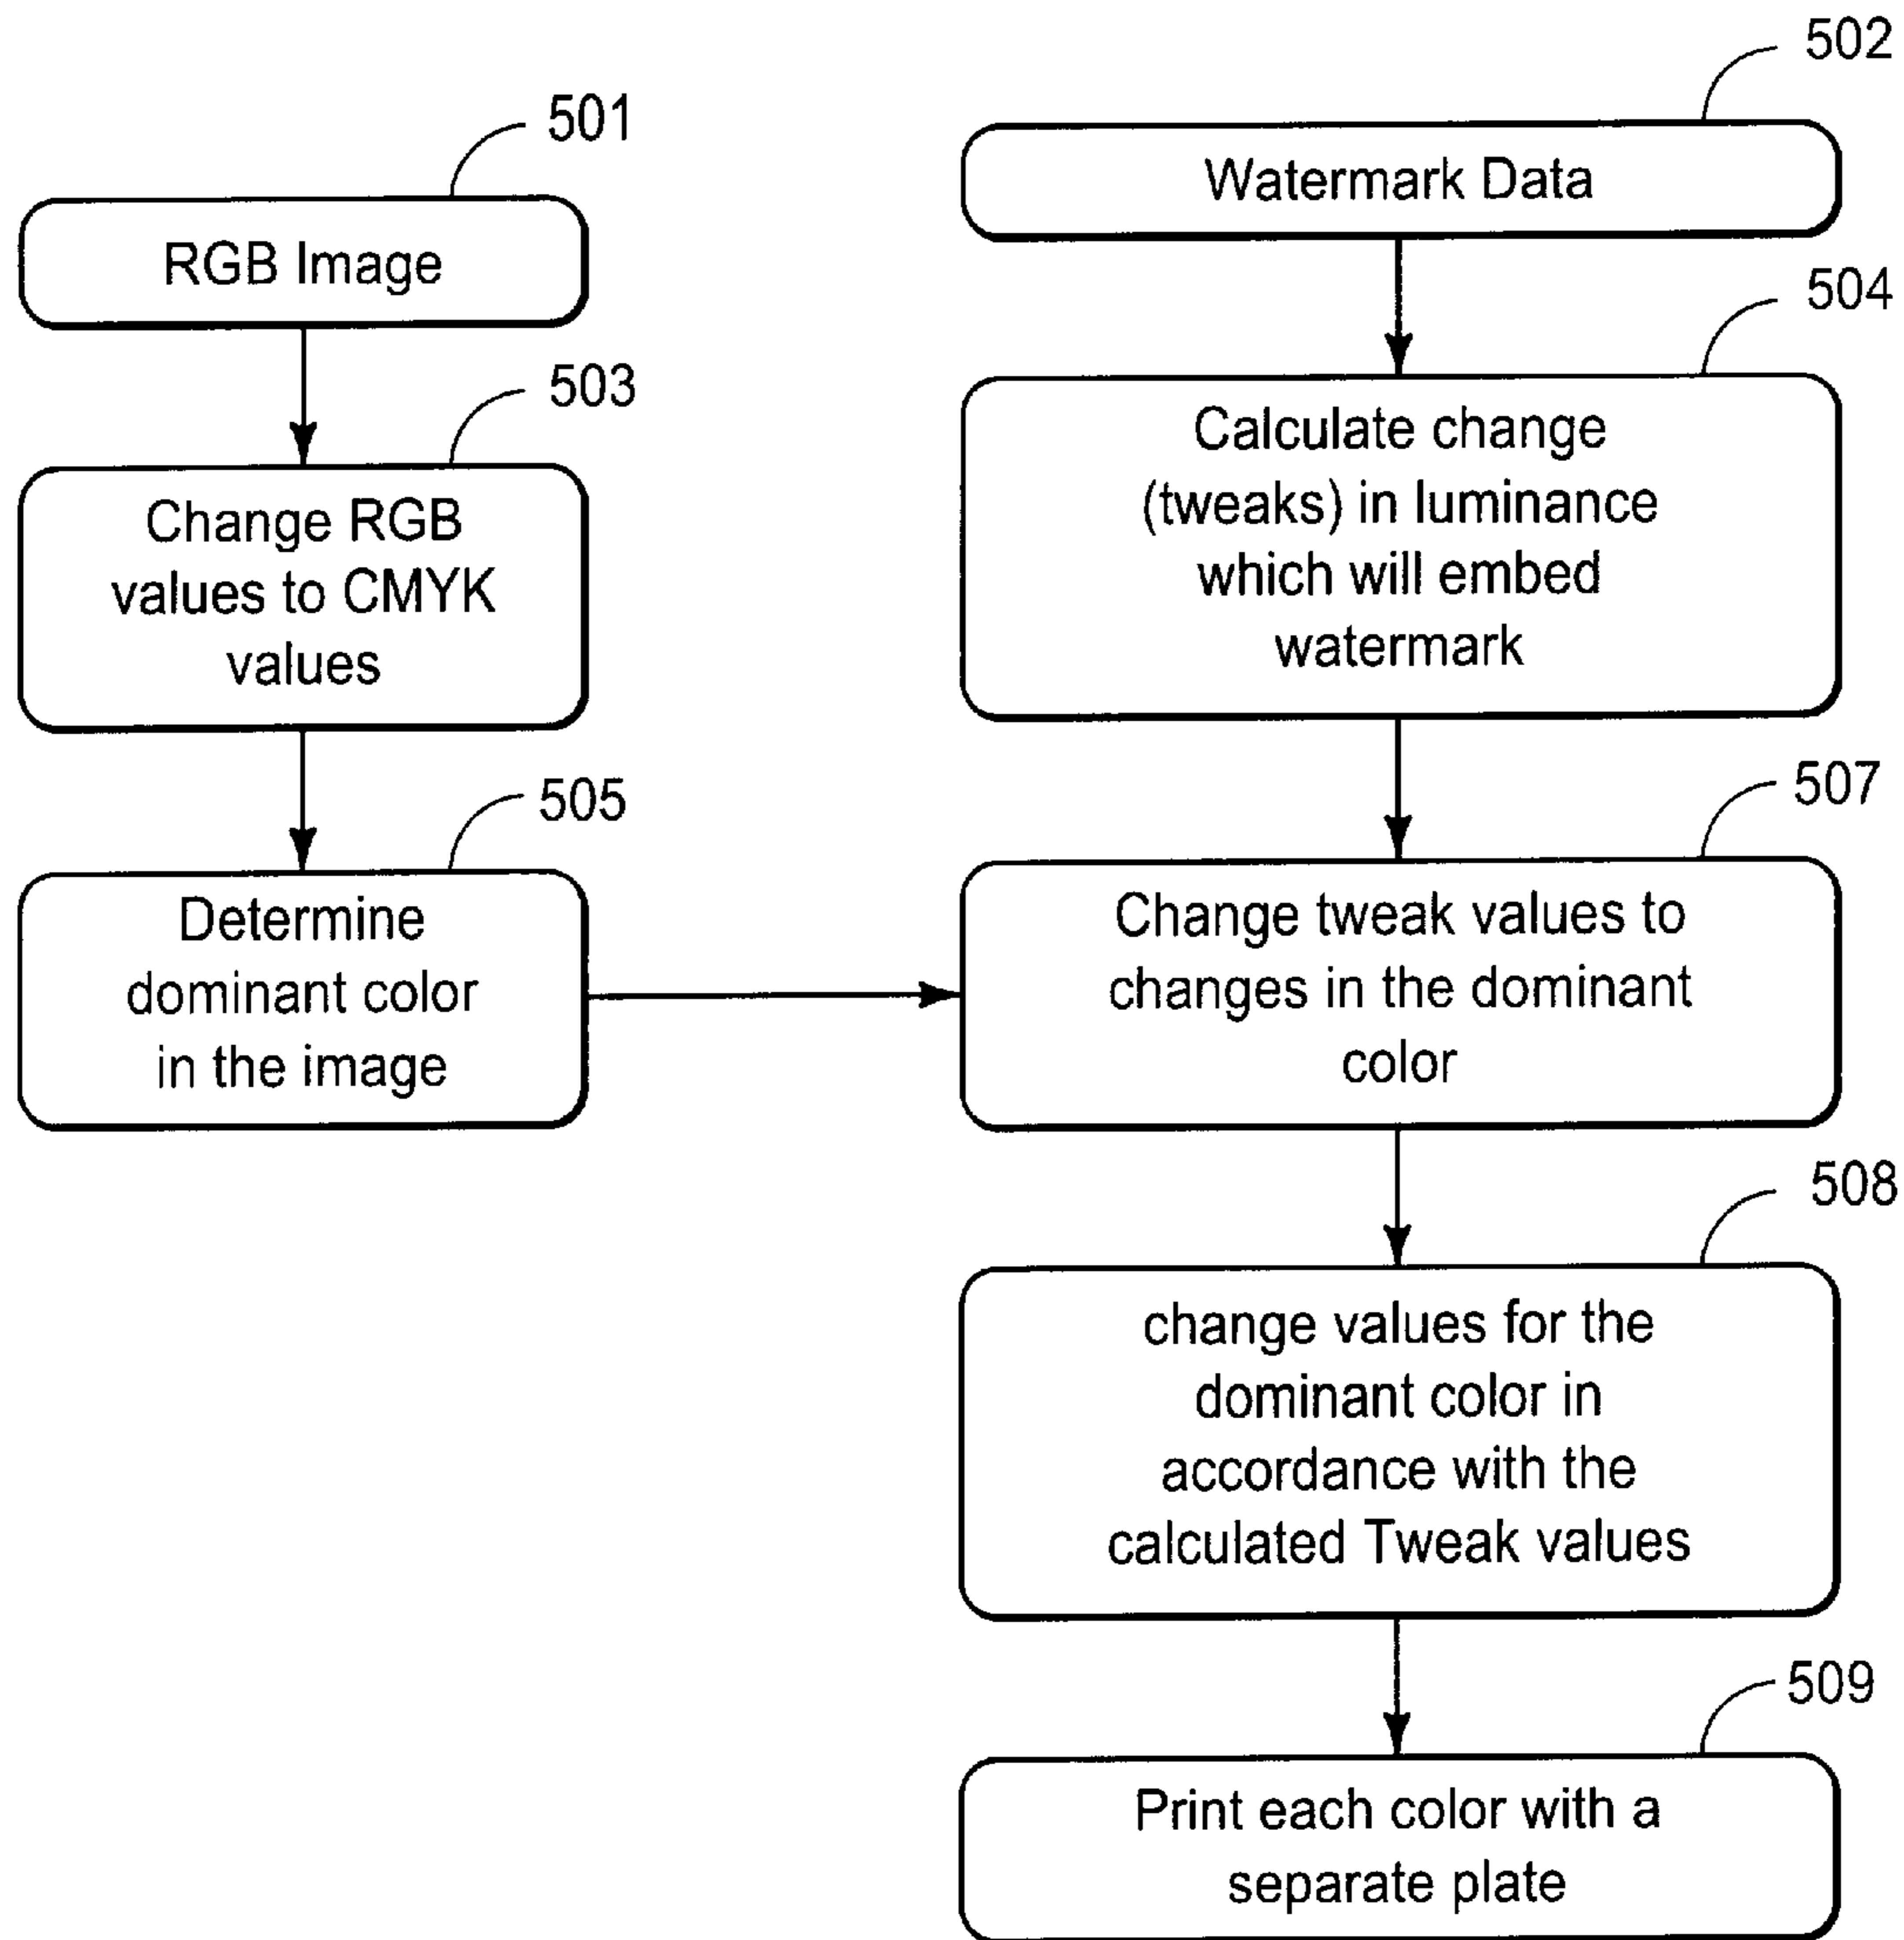 501
RGB Image
503
Change RGB
values to CMYK
values
505
Determine
dominant color
in the image
502
Watermark Data
504
Calculate change
(tweaks) in luminance
which will embed
watermark
507
Change tweak values to
changes in the dominant
color
508
change values for the
dominant color in
accordance with the
calculated Tweak values
509
Print each color with a
separate plate